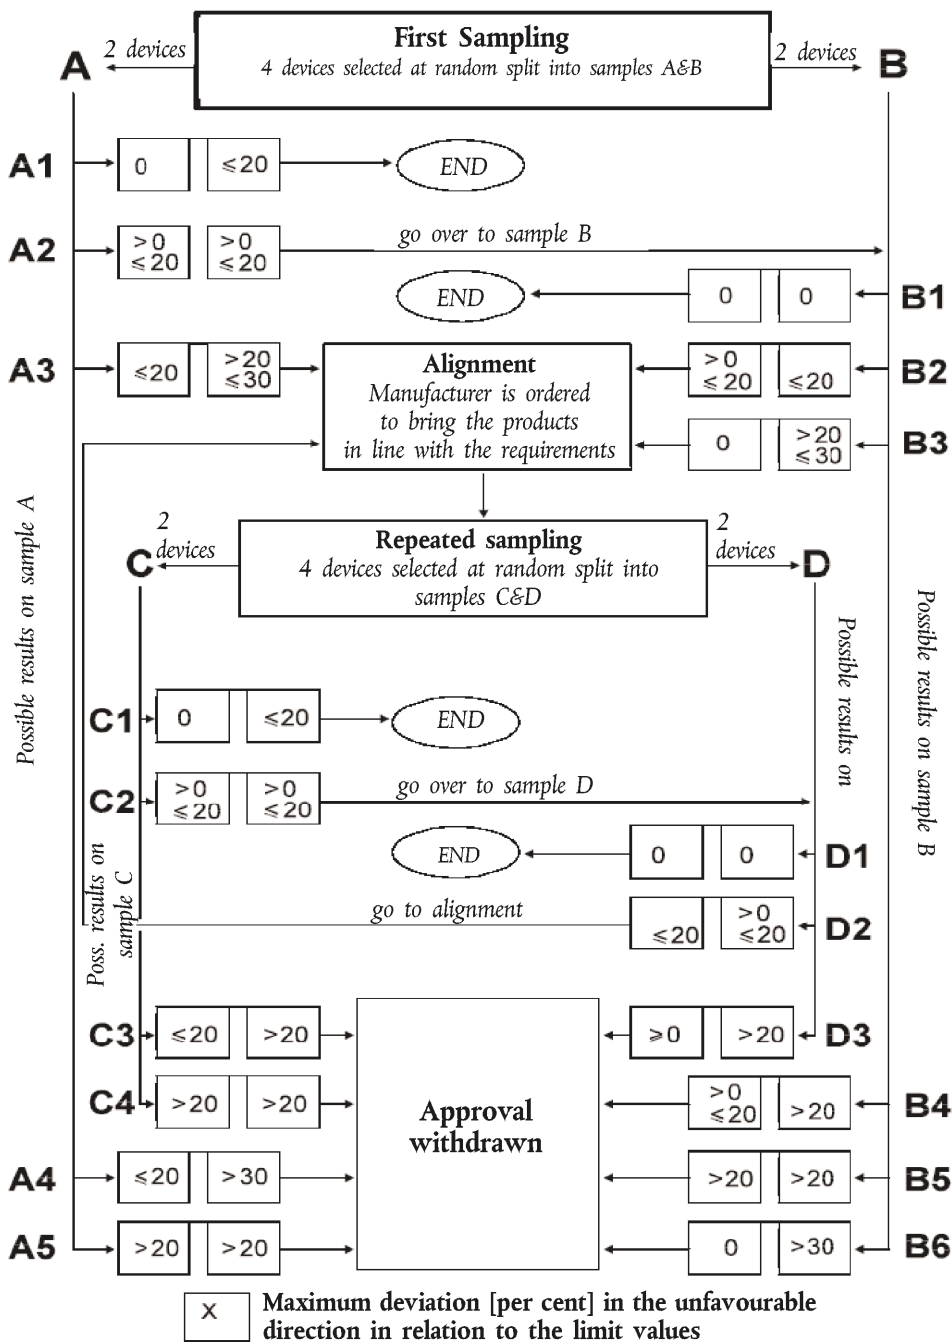 First Sampling
A 2 devices 4 devices selected at random split into samples A&B 2 devices B
A1 0 ≤20 END
A2 >0 ≤20 >0 ≤20 go over to sample B
END 0 0 B1
A3 ≤20 >20 ≤30
Alignment
Manufacturer is ordered
to bring the products
in line with the requirements
>0 ≤20 ≤20 B2
0 >20 ≤30 B3
Possible results on sample A
C 2 devices
Repeated sampling
4 devices selected at random split into
samples C&D
2 devices D
Possible results on
Possible results on sample B
C1 0 ≤20 END
C2 >0 ≤20 >0 ≤20 go over to sample D
END 0 0 D1
Poss. results on
sample C
go to alignment ≤20 >0 ≤20 D2
C3 ≤20 >20
≥0 >20 D3
C4 >20 >20
Approval
withdrawn
>0 ≤20 >20 B4
A4 ≤20 >30
>20 >20 B5
A5 >20 >20
0 >30 B6
X Maximum deviation [per cent] in the unfavourable
direction in relation to the limit values